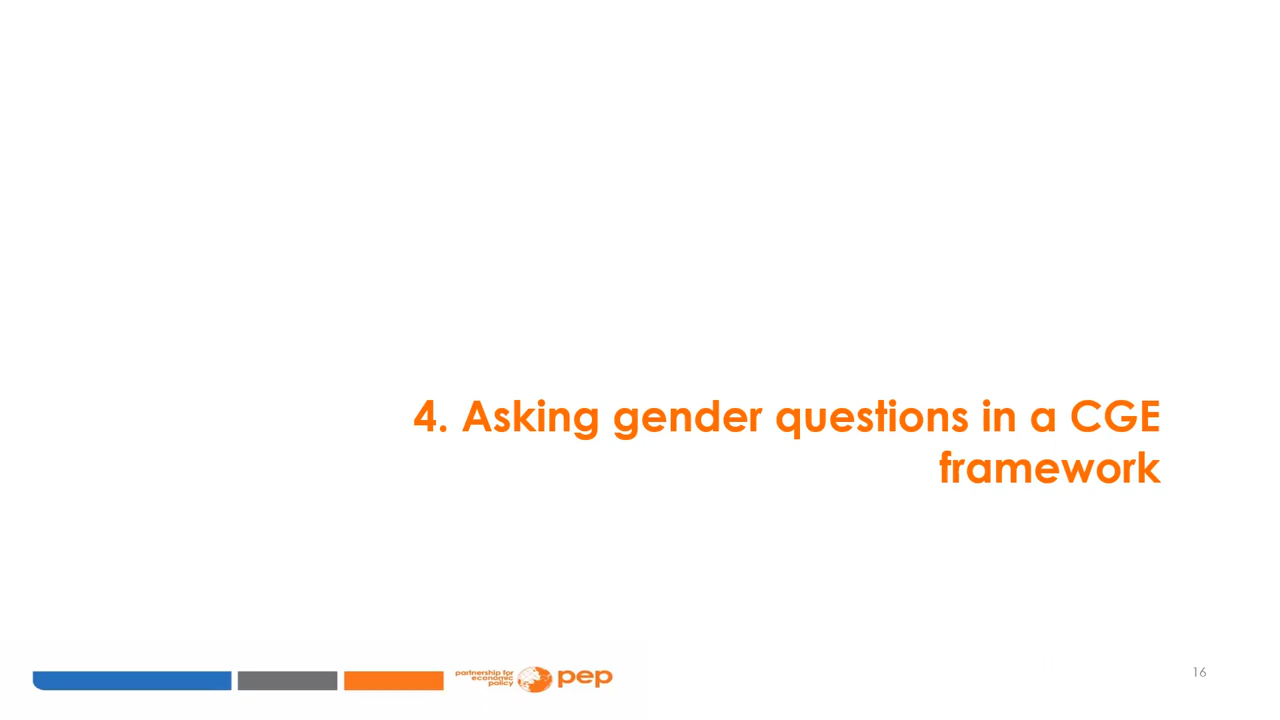 4. Asking gender questions in a CGE
framework
partnership for
economic
policy
pep
16